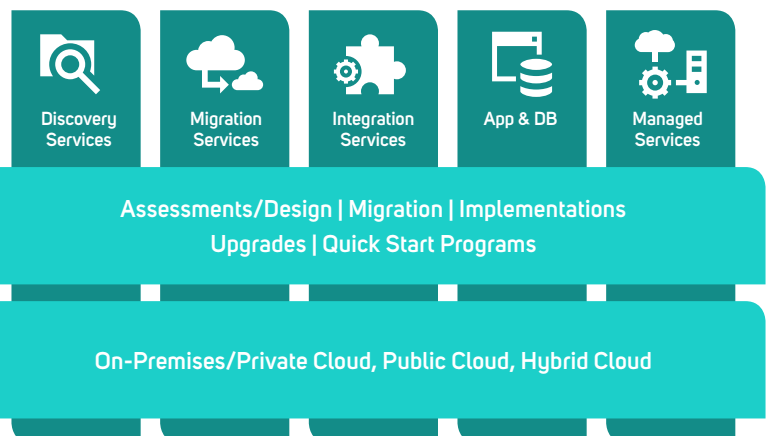 Discovery
Services
Migration
Services
Integration
Services
App & DB
Managed
Services
Assessments/Design | Migration | Implementations
Upgrades | Quick Start Programs
On-Premises/Private Cloud, Public Cloud, Hybrid Cloud